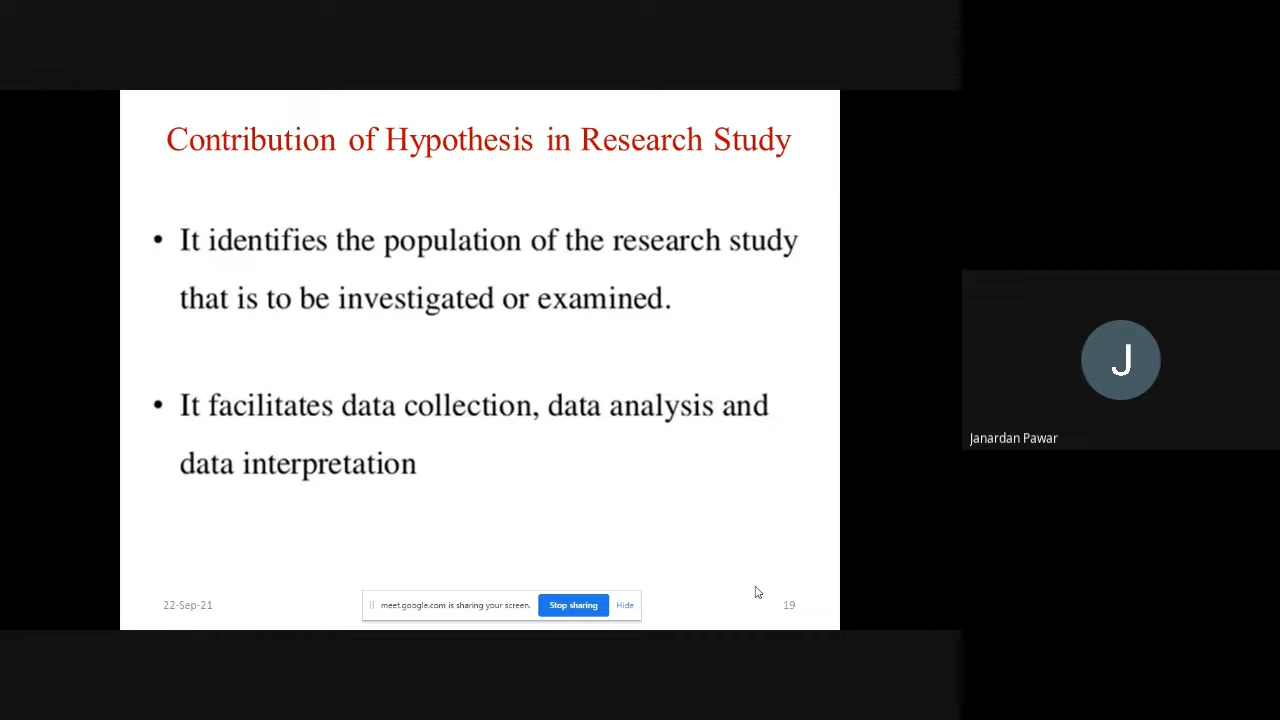 Contribution of Hypothesis in Research Study
• It identifies the population of the research study
that is to be investigated or examined.
• It facilitates data collection, data analysis and
data interpretation
22-Sep-21
meet.google.com is sharing your screen.
Stop sharing
Hide
19
J
Janardan Pawar